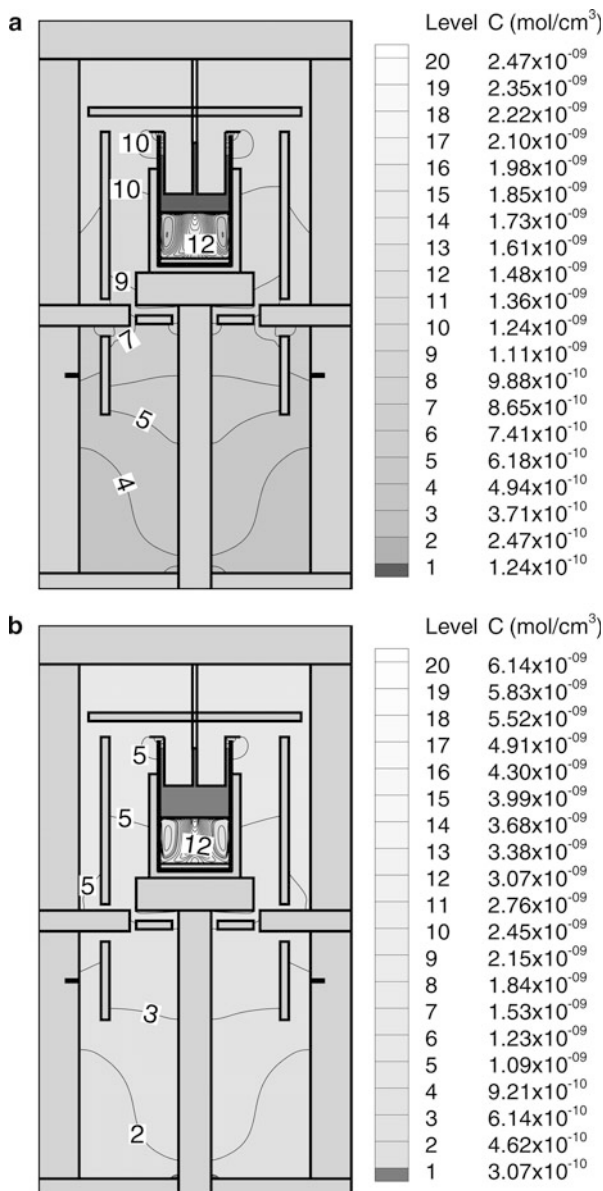 a
Level C (mol/cm³)
20 2.47x10⁻⁰⁹
19 2.35x10⁻⁰⁹
18 2.22x10⁻⁰⁹
17 2.10x10⁻⁰⁹
16 1.98x10⁻⁰⁹
15 1.85x10⁻⁰⁹
14 1.73x10⁻⁰⁹
13 1.61x10⁻⁰⁹
12 1.48x10⁻⁰⁹
11 1.36x10⁻⁰⁹
10 1.24x10⁻⁰⁹
9 1.11x10⁻⁰⁹
8 9.88x10⁻¹⁰
7 8.65x10⁻¹⁰
6 7.41x10⁻¹⁰
5 6.18x10⁻¹⁰
4 4.94x10⁻¹⁰
3 3.71x10⁻¹⁰
2 2.47x10⁻¹⁰
1 1.24x10⁻¹⁰
10
10
12
9
7
5
4
b
Level C (mol/cm³)
20 6.14x10⁻⁰⁹
19 5.83x10⁻⁰⁹
18 5.52x10⁻⁰⁹
17 4.91x10⁻⁰⁹
16 4.30x10⁻⁰⁹
15 3.99x10⁻⁰⁹
14 3.68x10⁻⁰⁹
13 3.38x10⁻⁰⁹
12 3.07x10⁻⁰⁹
11 2.76x10⁻⁰⁹
10 2.45x10⁻⁰⁹
9 2.15x10⁻⁰⁹
8 1.84x10⁻⁰⁹
7 1.53x10⁻⁰⁹
6 1.23x10⁻⁰⁹
5 1.09x10⁻⁰⁹
4 9.21x10⁻¹⁰
3 6.14x10⁻¹⁰
2 4.62x10⁻¹⁰
1 3.07x10⁻¹⁰
5
5
12
5
3
2